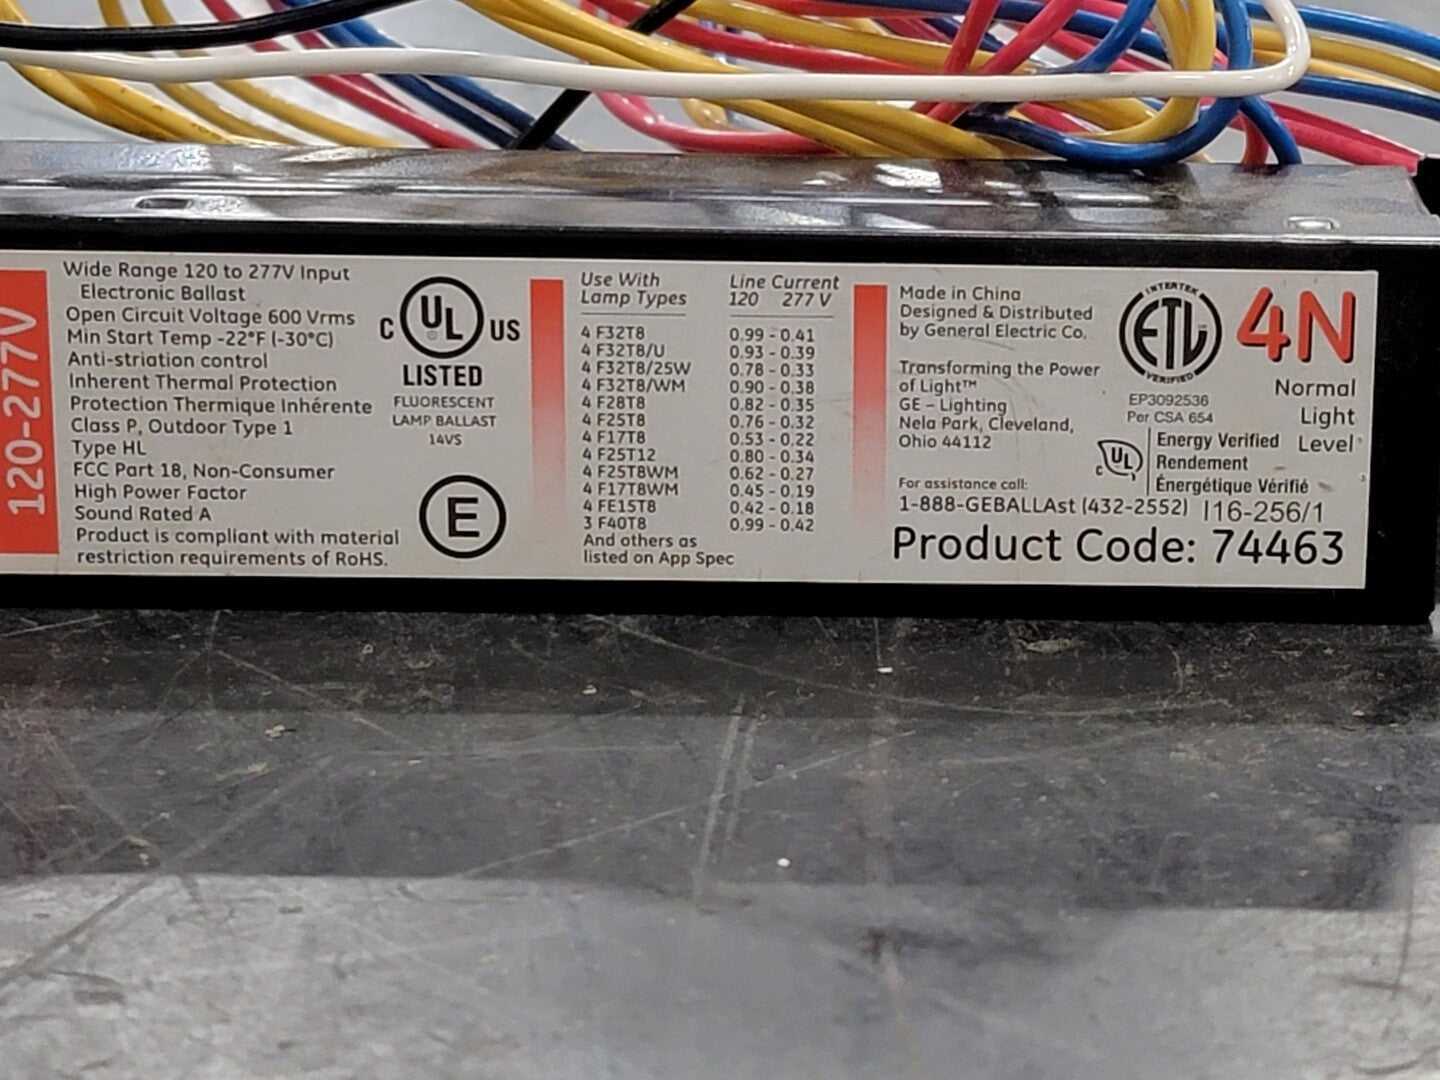 120-277V
Wide Range 120 to 277V Input
Electronic Ballast
Open Circuit Voltage 600 Vrms
Min Start Temp -22°F (-30°C)
Anti-striation control
Inherent Thermal Protection
Protection Thermique Inhérente
Class P, Outdoor Type 1
Type HL
FCC Part 18, Non-Consumer
High Power Factor
Sound Rated A
Product is compliant with material
restriction requirements of RoHS.
C UL US
LISTED
FLUORESCENT
LAMP BALLAST
14VS
E
Use With
Lamp Types
Line Current
120 277 V
4 F32T8 0.99 - 0.41
4 F32T8/U 0.93 - 0.39
4 F32T8/25W 0.78 - 0.33
4 F32T8/WM 0.90 - 0.38
4 F28T8 0.82 - 0.35
4 F25T8 0.76 - 0.32
4 F17T8 0.53 - 0.22
4 F25T12 0.80 - 0.34
4 F25T8WM 0.62 - 0.27
4 F17T8WM 0.45 - 0.19
4 FE15T8 0.42 - 0.18
3 F40T8 0.99 - 0.42
And others as
listed on App Spec
Made in China
Designed & Distributed
by General Electric Co.
Transforming the Power
of Light™
GE – Lighting
Nela Park, Cleveland,
Ohio 44112
For assistance call:
1-888-GEBALLAst (432-2552)
INTERTEK
ETL
VERIFIED
EP3092536
Per CSA 654
4N
Normal
Light
Level
c UL
Energy Verified
Rendement
Énergétique Vérifié
116-256/1
Product Code: 74463